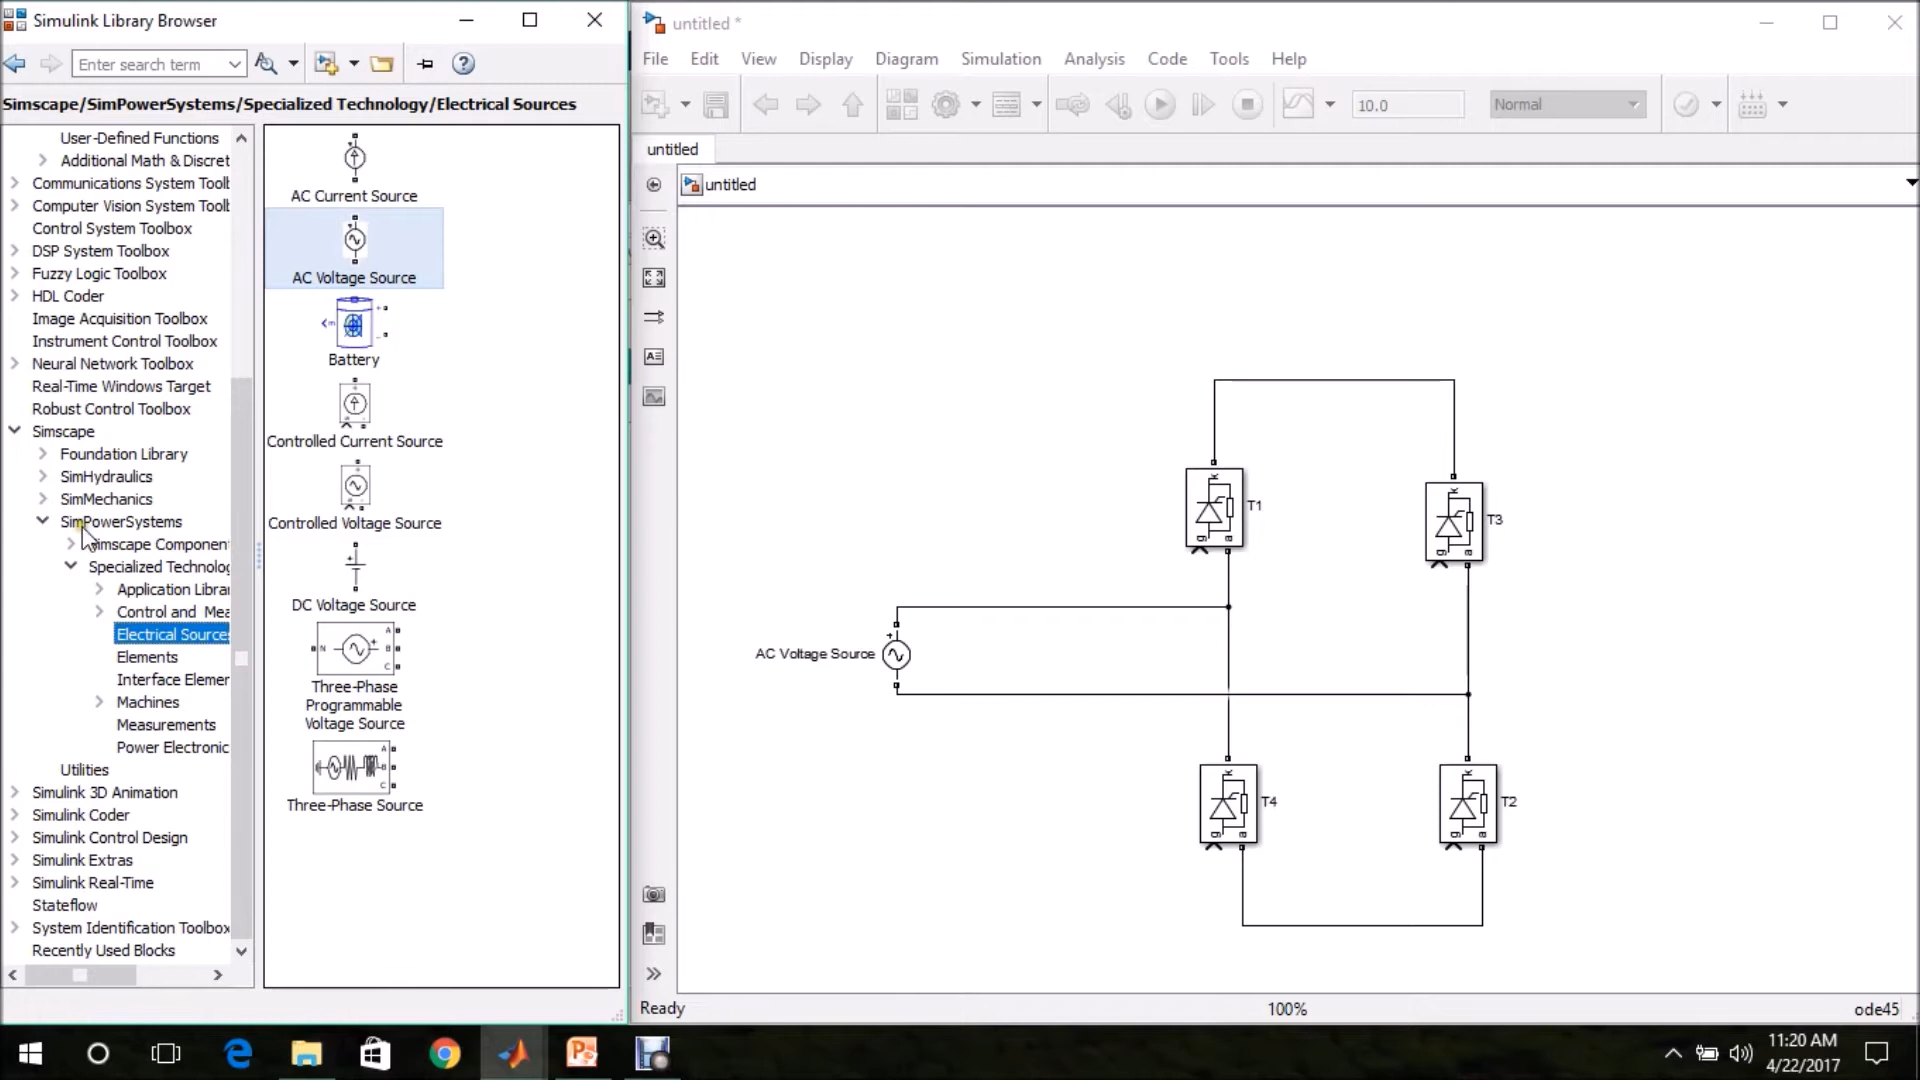 Simulink Library Browser
Enter search term
Simscape/SimPowerSystems/Specialized Technology/Electrical Sources
User-Defined Functions
Additional Math & Discret
Communications System Toolb
Computer Vision System Toolb
Control System Toolbox
DSP System Toolbox
Fuzzy Logic Toolbox
HDL Coder
Image Acquisition Toolbox
Instrument Control Toolbox
Neural Network Toolbox
Real-Time Windows Target
Robust Control Toolbox
Simscape
Foundation Library
SimHydraulics
SimMechanics
SimPowerSystems
Simscape Component
Specialized Technolog
Application Librar
Control and Mea
Electrical Sources
Elements
Interface Elemen
Machines
Measurements
Power Electronic
Utilities
Simulink 3D Animation
Simulink Coder
Simulink Control Design
Simulink Extras
Simulink Real-Time
Stateflow
System Identification Toolbox
Recently Used Blocks
AC Current Source
AC Voltage Source
m
Battery
Controlled Current Source
Controlled Voltage Source
DC Voltage Source
N A B C
Three-Phase
Programmable
Voltage Source
A B C
Three-Phase Source
untitled *
File Edit View Display Diagram Simulation Analysis Code Tools Help
10.0 Normal
untitled
untitled
k g a T1
k g a T3
AC Voltage Source +
k g a T4
k g a T2
Ready 100% ode45
11:20 AM
4/22/2017